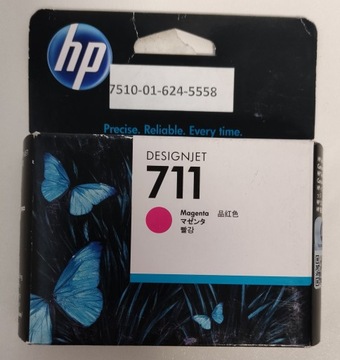 hp
7510-01-624-5558
Precise. Reliable. Every time.
DESIGNJET
711
Magenta 品红色
マゼンタ
빨강